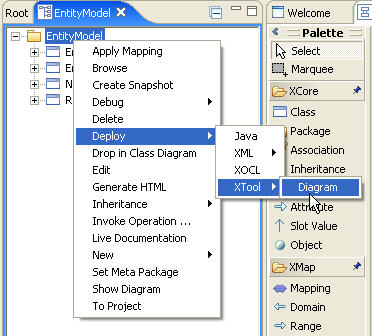 Root
EntityModel
Welcome
EntityModel
Palette
Select
Marquee
XCore
Class
Package
Association
Inheritance
Attribute
Slot Value
Object
XMap
Mapping
Domain
Range
Apply Mapping
Browse
Create Snapshot
Debug
Delete
Deploy
Drop in Class Diagram
Edit
Generate HTML
Inheritance
Invoke Operation ...
Live Documentation
New
Set Meta Package
Show Diagram
To Project
Java
XML
XOCL
XTool
Diagram